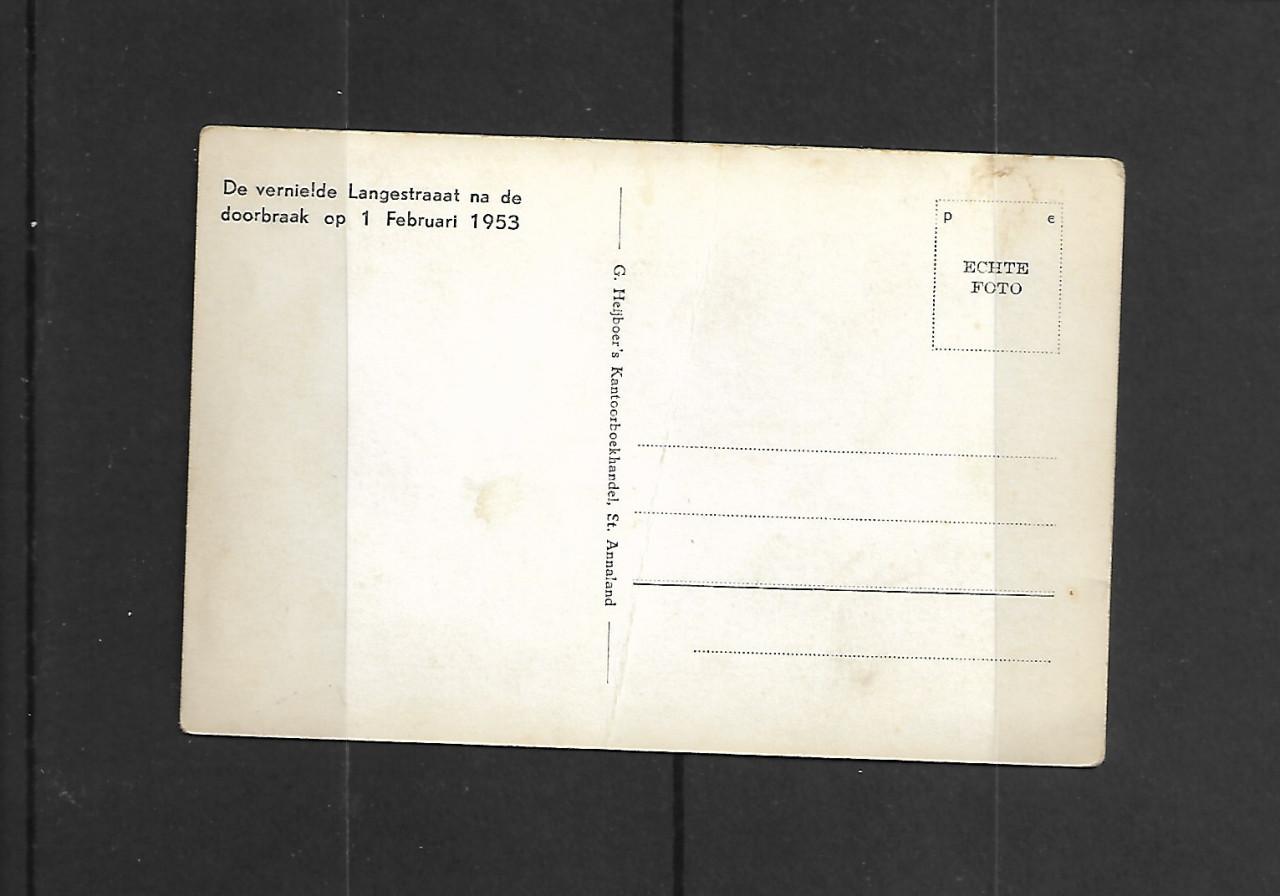 De vernielde Langestraaat na de
doorbraak op 1 Februari 1953
G. Heijboer's Kantoorboekhandel, St. Annaland
p e
ECHTE
FOTO